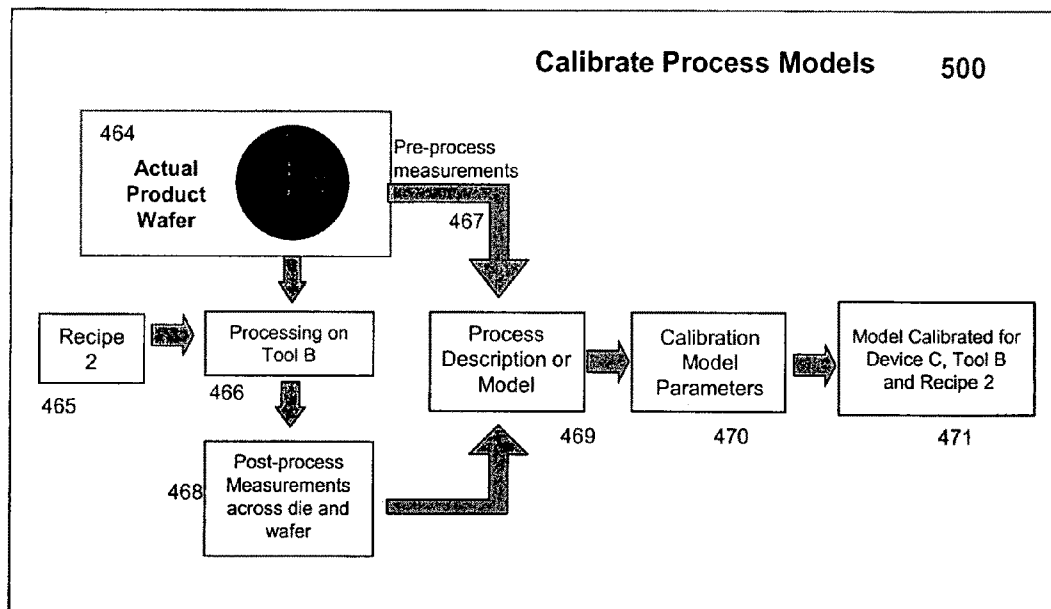 Calibrate Process Models 500
464
Actual
Product
Wafer
Pre-process
measurements
467
Recipe
2
465
Processing on
Tool B
466
Process
Description or
Model
469
Calibration
Model
Parameters
470
Model Calibrated for
Device C, Tool B
and Recipe 2
471
468
Post-process
Measurements
across die and
wafer